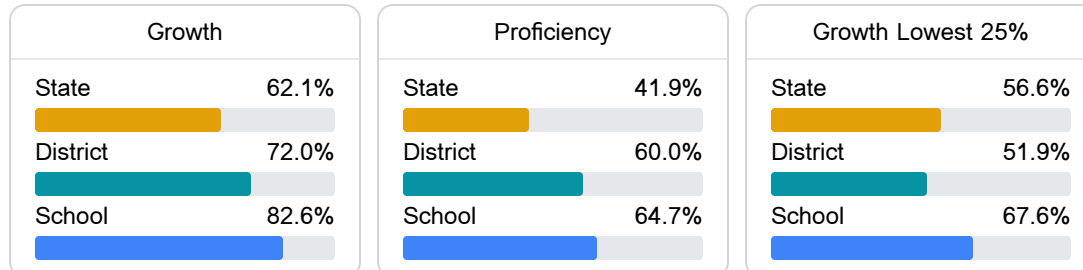 Growth
State 62.1%
District 72.0%
School 82.6%
Proficiency
State 41.9%
District 60.0%
School 64.7%
Growth Lowest 25%
State 56.6%
District 51.9%
School 67.6%